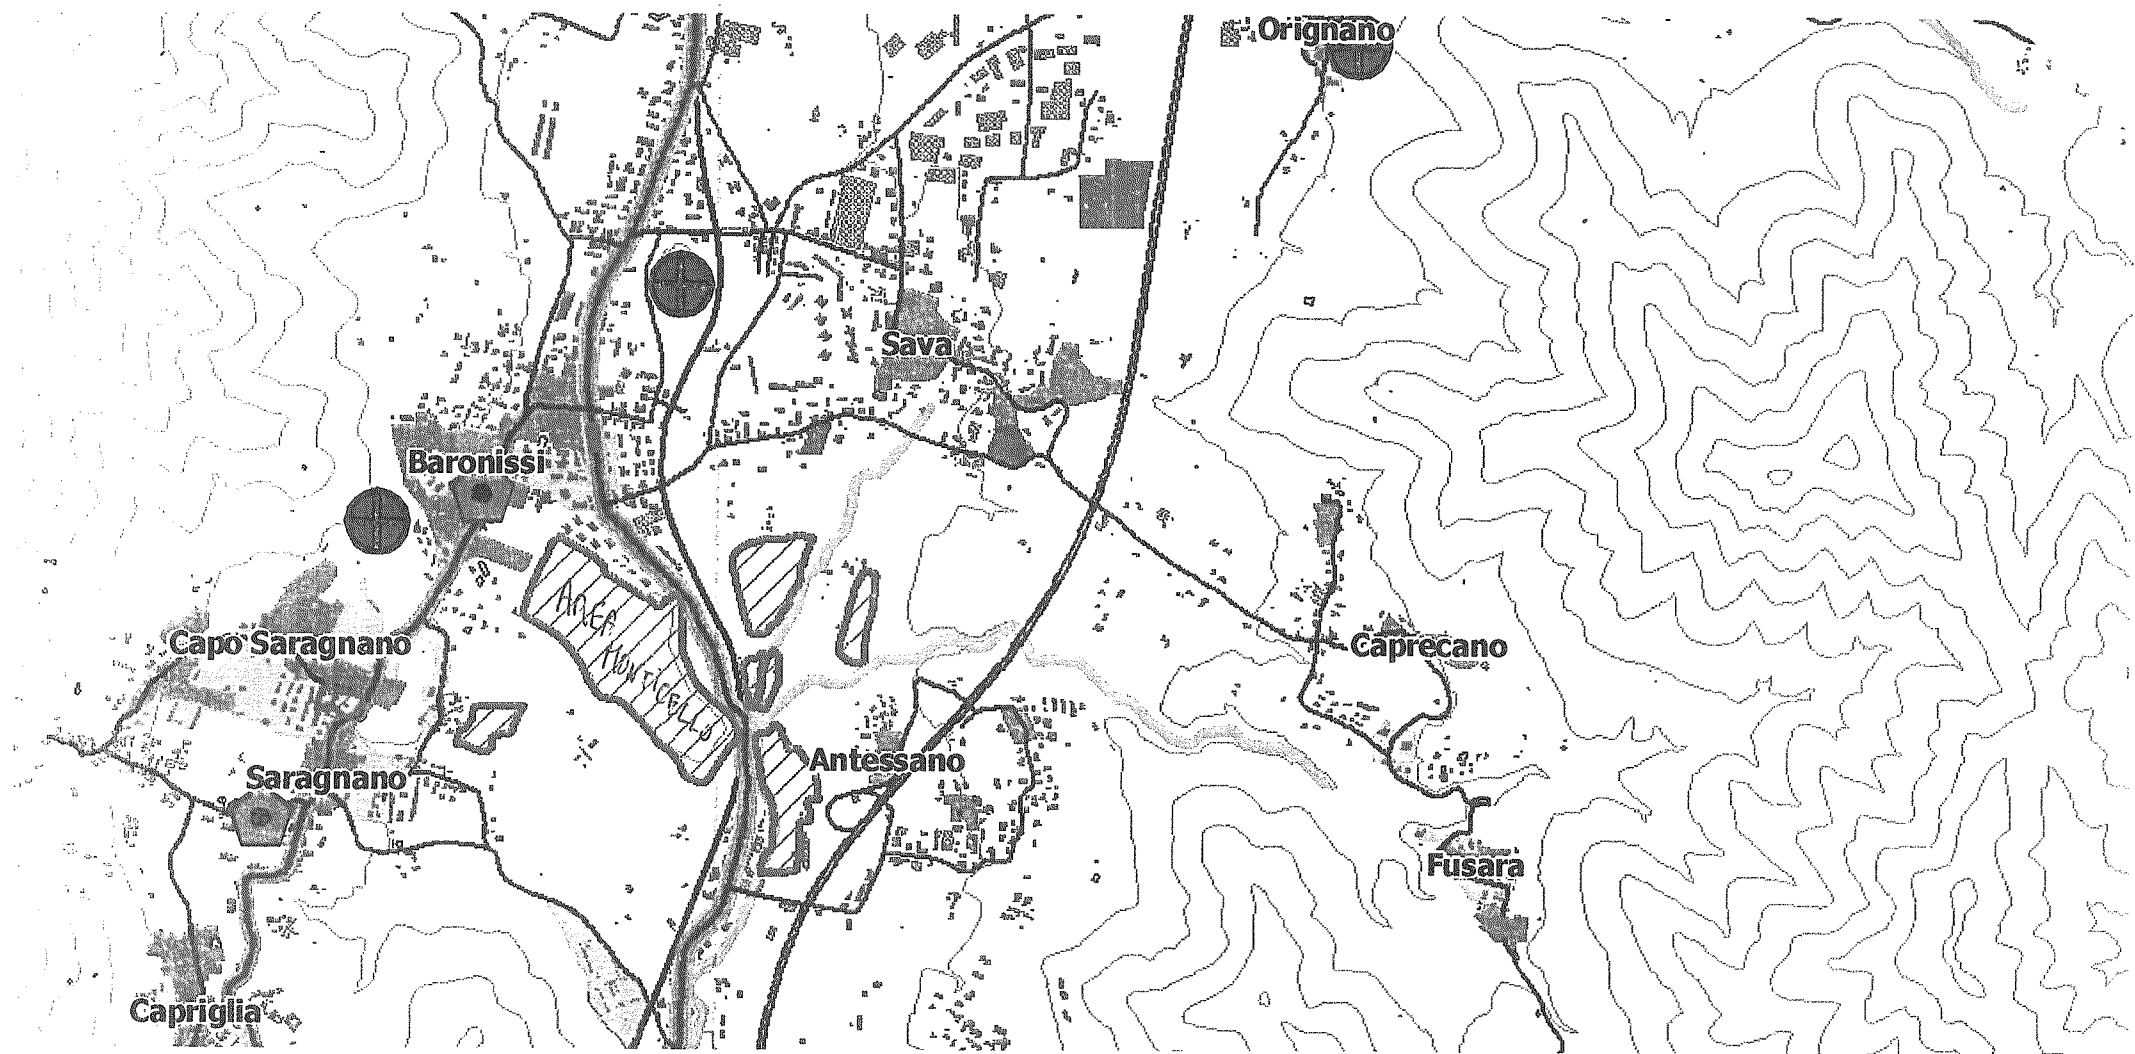 Orignano
Sava
Baronissi
AREA
MONTICELLO
Capo Saragnano
Caprecano
Antessano
Saragnano
Fusara
Capriglia